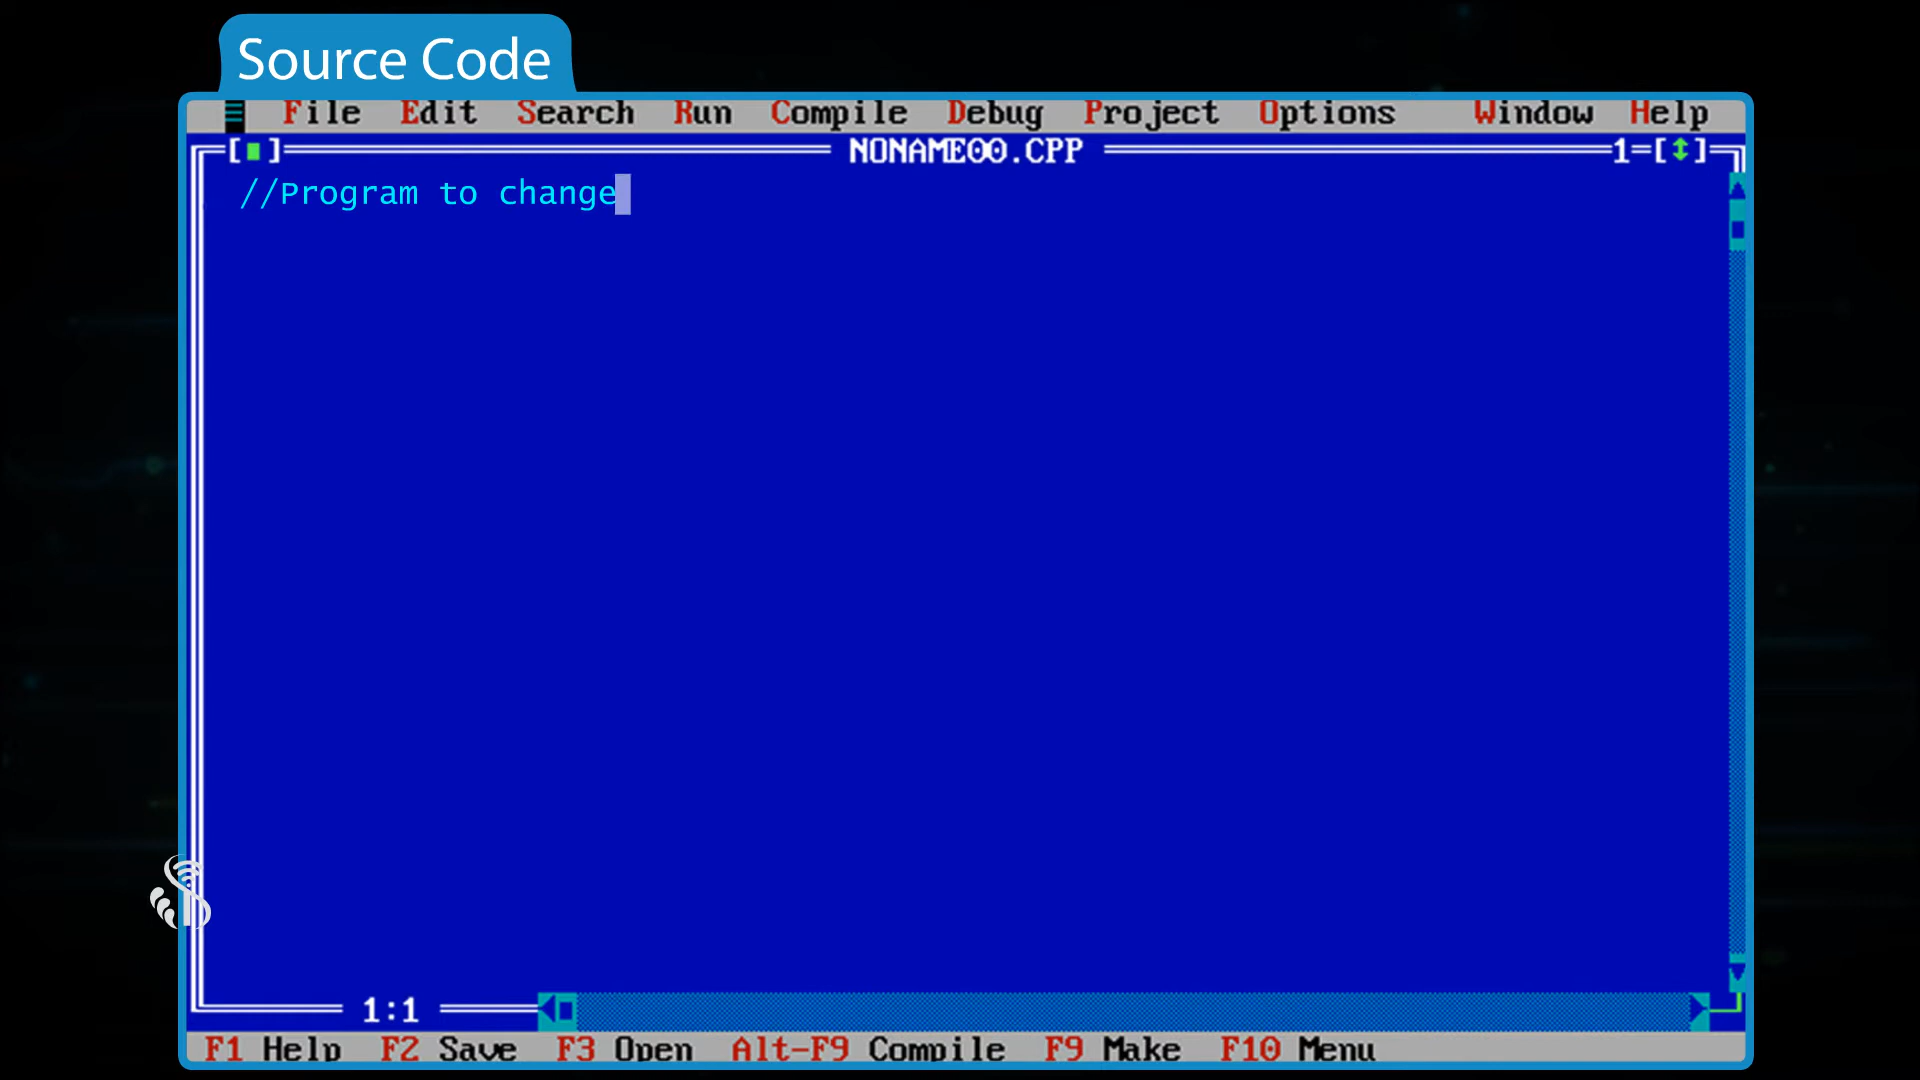 Source Code
≡ File Edit Search Run Compile Debug Project Options Window Help
[■] NONAME00.CPP 1=[↕]
//Program to change
1:1
F1 Help F2 Save F3 Open Alt-F9 Compile F9 Make F10 Menu